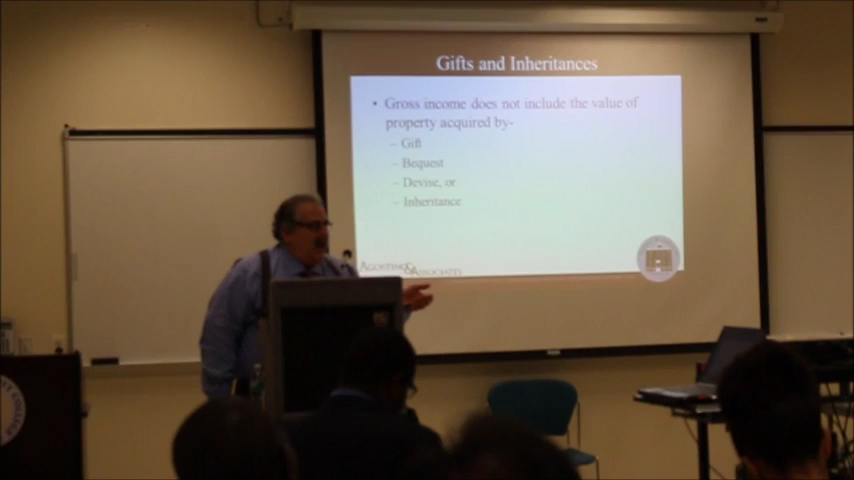 Gifts and Inheritances
• Gross income does not include the value of
property acquired by-
– Gift
– Bequest
– Devise, or
– Inheritance
AGOSTINO & ASSOCIATES
COLLEGE